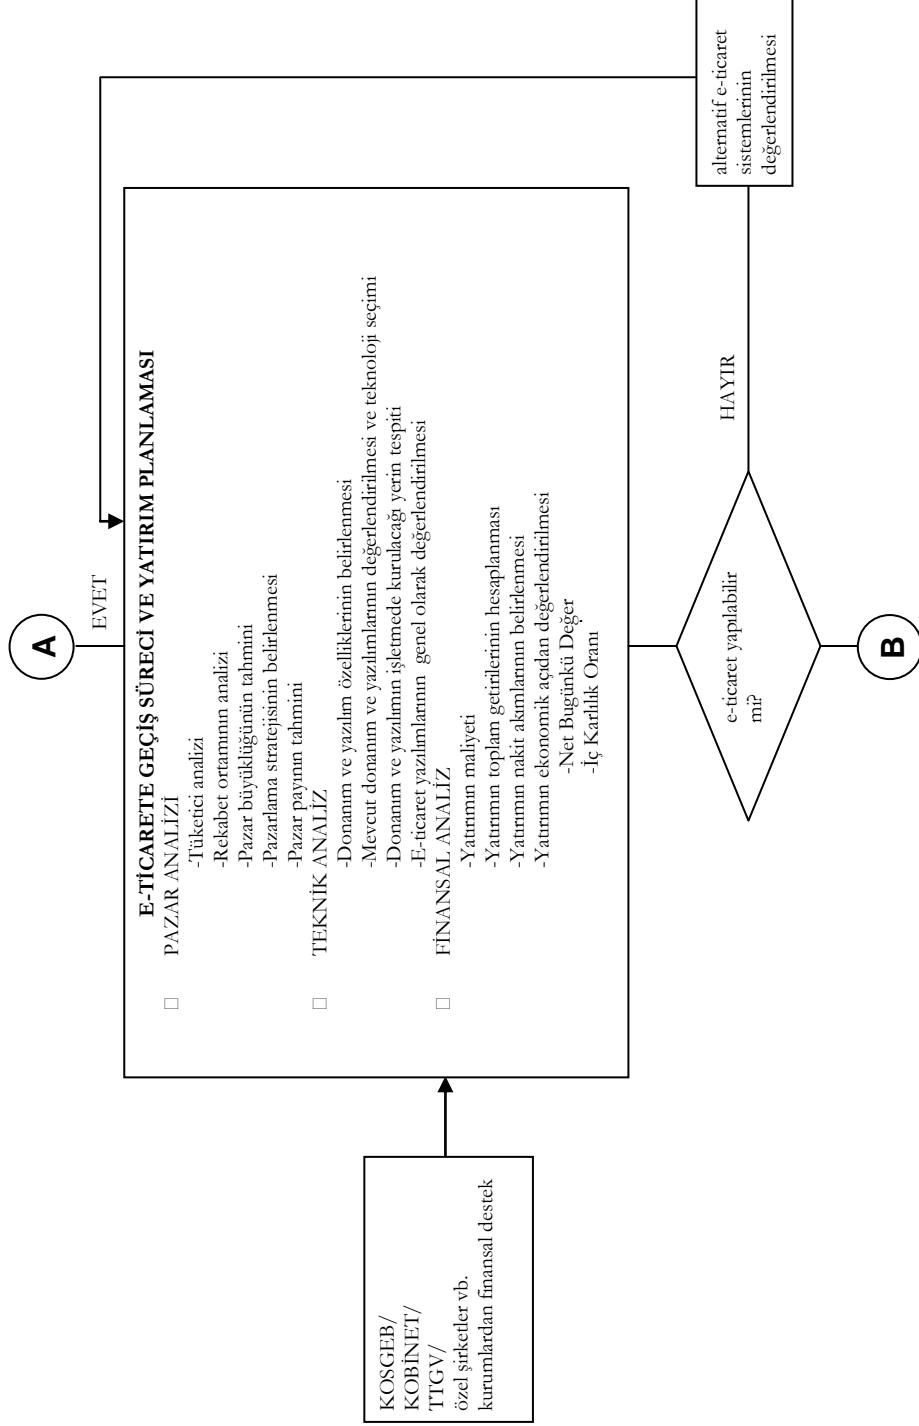 A
EVET
E-TİCARETE GEÇİŞ SÜRECİ VE YATIRIM PLANLAMASI
□ PAZAR ANALİZİ
-Tüketici analizi
-Rekabet ortamının analizi
-Pazar büyüklüğünün tahmini
-Pazarlama stratejisinin belirlenmesi
-Pazar payının tahmini
□ TEKNİK ANALİZ
-Donanım ve yazılım özelliklerinin belirlenmesi
-Mevcut donanım ve yazılımlarının değerlendirilmesi ve teknoloji seçimi
-Donanım ve yazılımın işletmede kurulacağı yerin tespiti
-E-ticaret yazılımlarının genel olarak değerlendirilmesi
□ FİNANSAL ANALİZ
-Yatırımın maliyeti
-Yatırımın toplam getirilerinin hesaplanması
-Yatırımın nakit akımlarının belirlenmesi
-Yatırımın ekonomik açıdan değerlendirilmesi
-Net Bugünkü Değer
-İç Karlılık Oranı
KOSGEB/
KOBİNET/
TTGV/
özel şirketler vb.
kurumlardan finansal destek
e-ticaret yapılabilir
mi?
HAYIR
alternatif e-ticaret
sistemlerinin
değerlendirilmesi
B